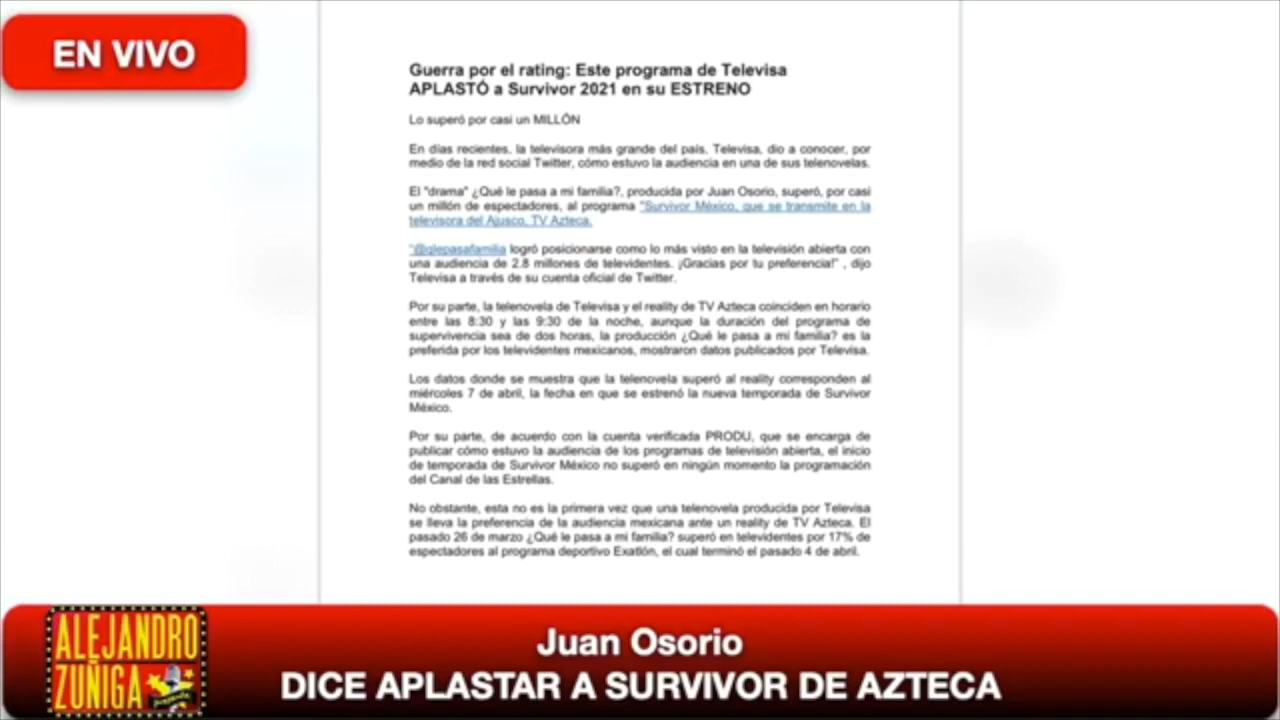 EN VIVO
Guerra por el rating: Este programa de Televisa
APLASTÓ a Survivor 2021 en su ESTRENO
Lo superó por casi un MILLÓN
En días recientes, la televisora más grande del país. Televisa, dio a conocer, por
medio de la red social Twitter, cómo estuvo la audiencia en una de sus telenovelas.
El "drama" ¿Qué le pasa a mi familia?, producida por Juan Osorio, superó, por casi
un millón de espectadores, al programa "Survivor México, que se transmite en la
televisora del Ajusco, TV Azteca.
"@qlepasafamilia logró posicionarse como lo más visto en la televisión abierta con
una audiencia de 2.8 millones de televidentes. ¡Gracias por tu preferencia!" , dijo
Televisa a través de su cuenta oficial de Twitter.
Por su parte, la telenovela de Televisa y el reality de TV Azteca coinciden en horario
entre las 8:30 y las 9:30 de la noche, aunque la duración del programa de
supervivencia sea de dos horas, la producción ¿Qué le pasa a mi familia? es la
preferida por los televidentes mexicanos, mostraron datos publicados por Televisa.
Los datos donde se muestra que la telenovela superó al reality corresponden al
miércoles 7 de abril, la fecha en que se estrenó la nueva temporada de Survivor
México.
Por su parte, de acuerdo con la cuenta verificada PRODU, que se encarga de
publicar cómo estuvo la audiencia de los programas de televisión abierta, el inicio
de temporada de Survivor México no superó en ningún momento la programación
del Canal de las Estrellas.
No obstante, esta no es la primera vez que una telenovela producida por Televisa
se lleva la preferencia de la audiencia mexicana ante un reality de TV Azteca. El
pasado 26 de marzo ¿Qué le pasa a mi familia? superó en televidentes por 17% de
espectadores al programa deportivo Exatlón, el cual terminó el pasado 4 de abril.
ALEJANDRO
ZÚÑIGA
Juan Osorio
DICE APLASTAR A SURVIVOR DE AZTECA